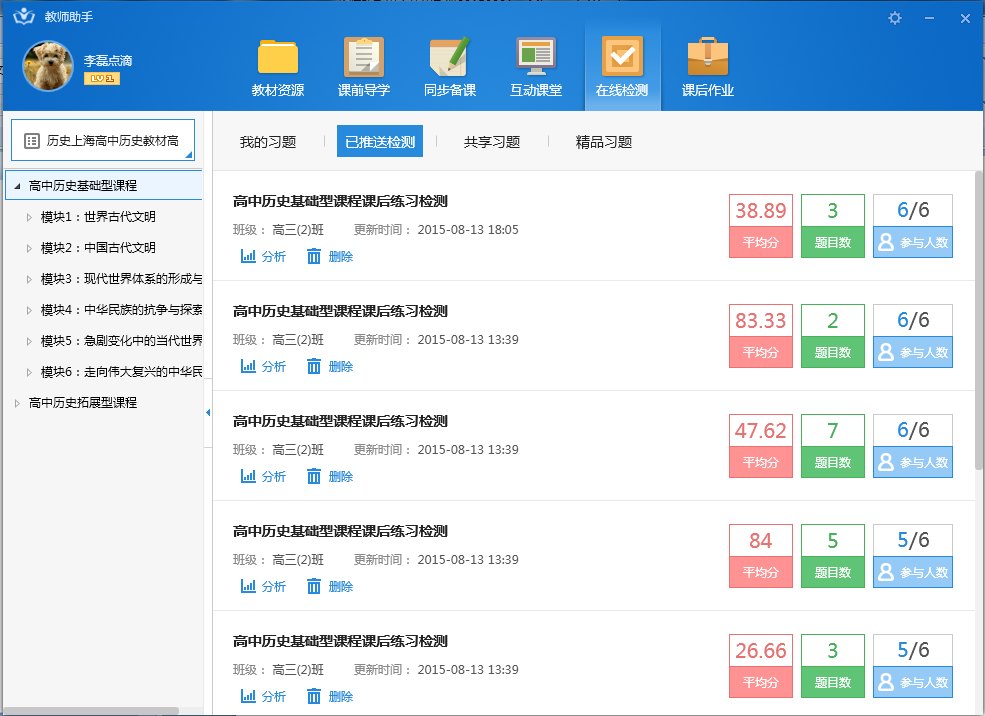 教师助手
李磊点滴
LV 1
教材资源
课前导学
同步备课
互动课堂
在线检测
课后作业
历史上海高中历史教材高
高中历史基础型课程
模块1：世界古代文明
模块2：中国古代文明
模块3：现代世界体系的形成与
模块4：中华民族的抗争与探索
模块5：急剧变化中的当代世界
模块6：走向伟大复兴的中华民
高中历史拓展型课程
我的习题
已推送检测
共享习题
精品习题
高中历史基础型课程课后练习检测
班级： 高三(2)班 更新时间： 2015-08-13 18:05
分析 删除
38.89 3 6/6
平均分 题目数 参与人数
高中历史基础型课程课后练习检测
班级： 高三(2)班 更新时间： 2015-08-13 13:39
分析 删除
83.33 2 6/6
平均分 题目数 参与人数
高中历史基础型课程课后练习检测
班级： 高三(2)班 更新时间： 2015-08-13 13:39
分析 删除
47.62 7 6/6
平均分 题目数 参与人数
高中历史基础型课程课后练习检测
班级： 高三(2)班 更新时间： 2015-08-13 13:39
分析 删除
84 5 5/6
平均分 题目数 参与人数
高中历史基础型课程课后练习检测
班级： 高三(2)班 更新时间： 2015-08-13 13:39
分析 删除
26.66 3 5/6
平均分 题目数 参与人数